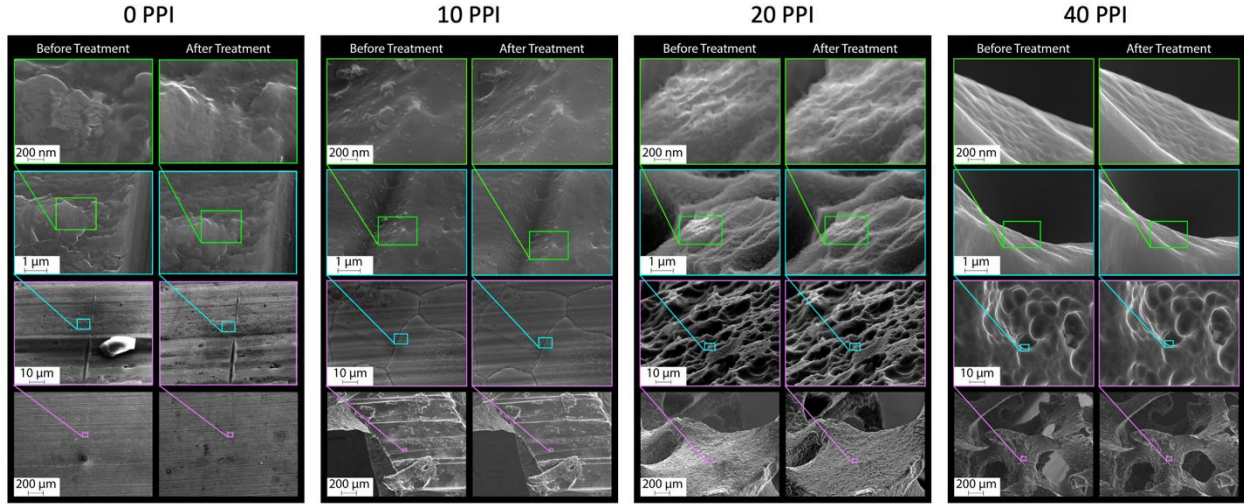 0 PPI
10 PPI
20 PPI
40 PPI
Before Treatment
After Treatment
Before Treatment
After Treatment
Before Treatment
After Treatment
Before Treatment
After Treatment
200 nm
200 nm
200 nm
200 nm
1 μm
1 μm
1 μm
1 μm
10 μm
10 μm
10 μm
10 μm
200 μm
200 μm
200 μm
200 μm